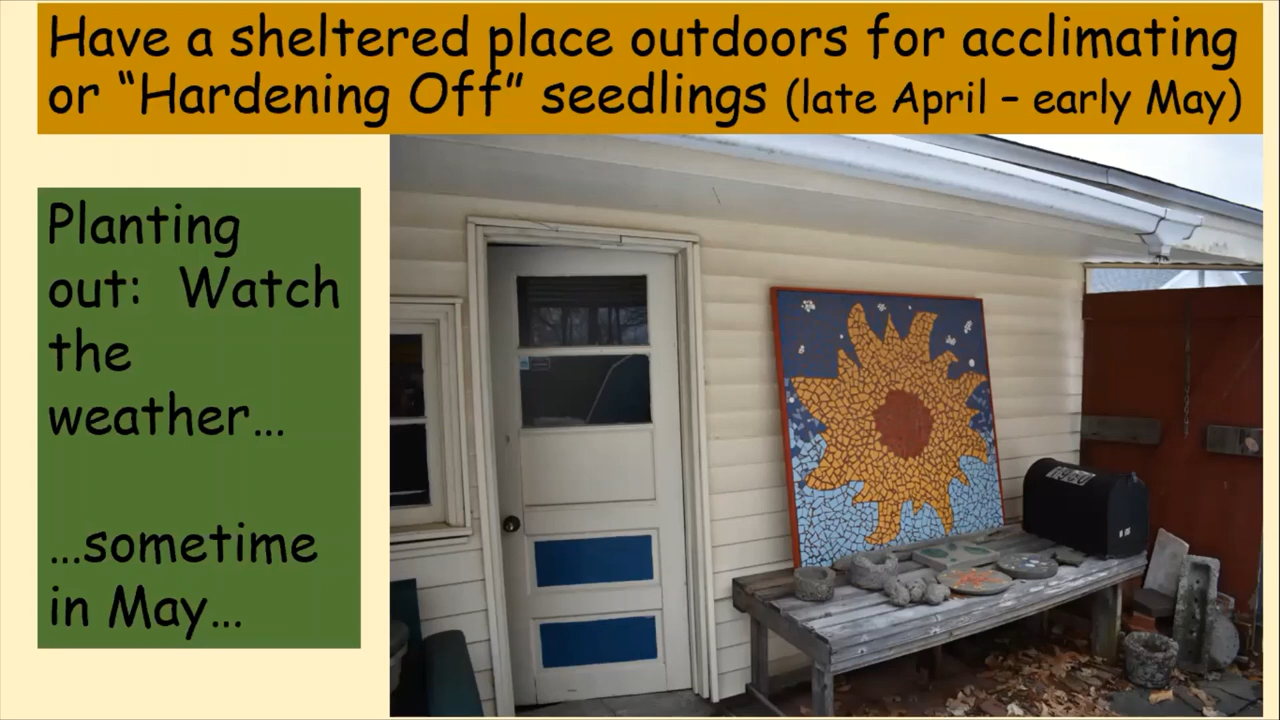 Have a sheltered place outdoors for acclimating
or “Hardening Off” seedlings (late April – early May)
Planting
out:  Watch
the
weather…
…sometime
in May…